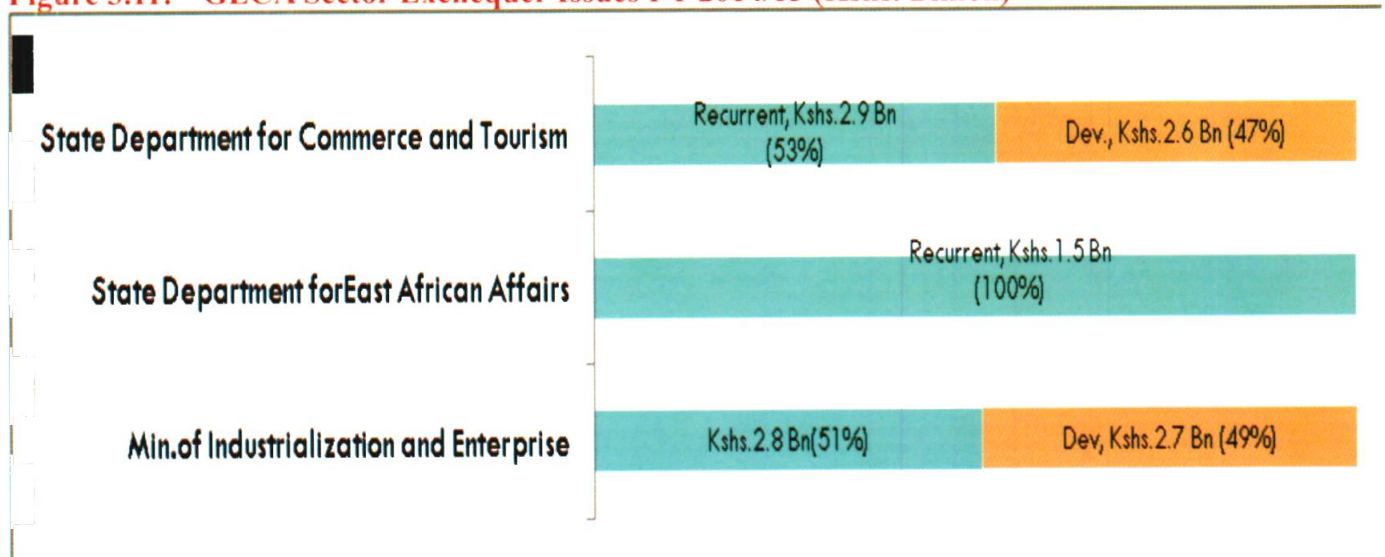 State Department for Commerce and Tourism
Recurrent, Kshs.2.9 Bn
(53%)
Dev., Kshs.2.6 Bn (47%)
State Department forEast African Affairs
Recurrent, Kshs.1.5 Bn
(100%)
Min.of Industrialization and Enterprise
Kshs.2.8 Bn(51%)
Dev, Kshs.2.7 Bn (49%)